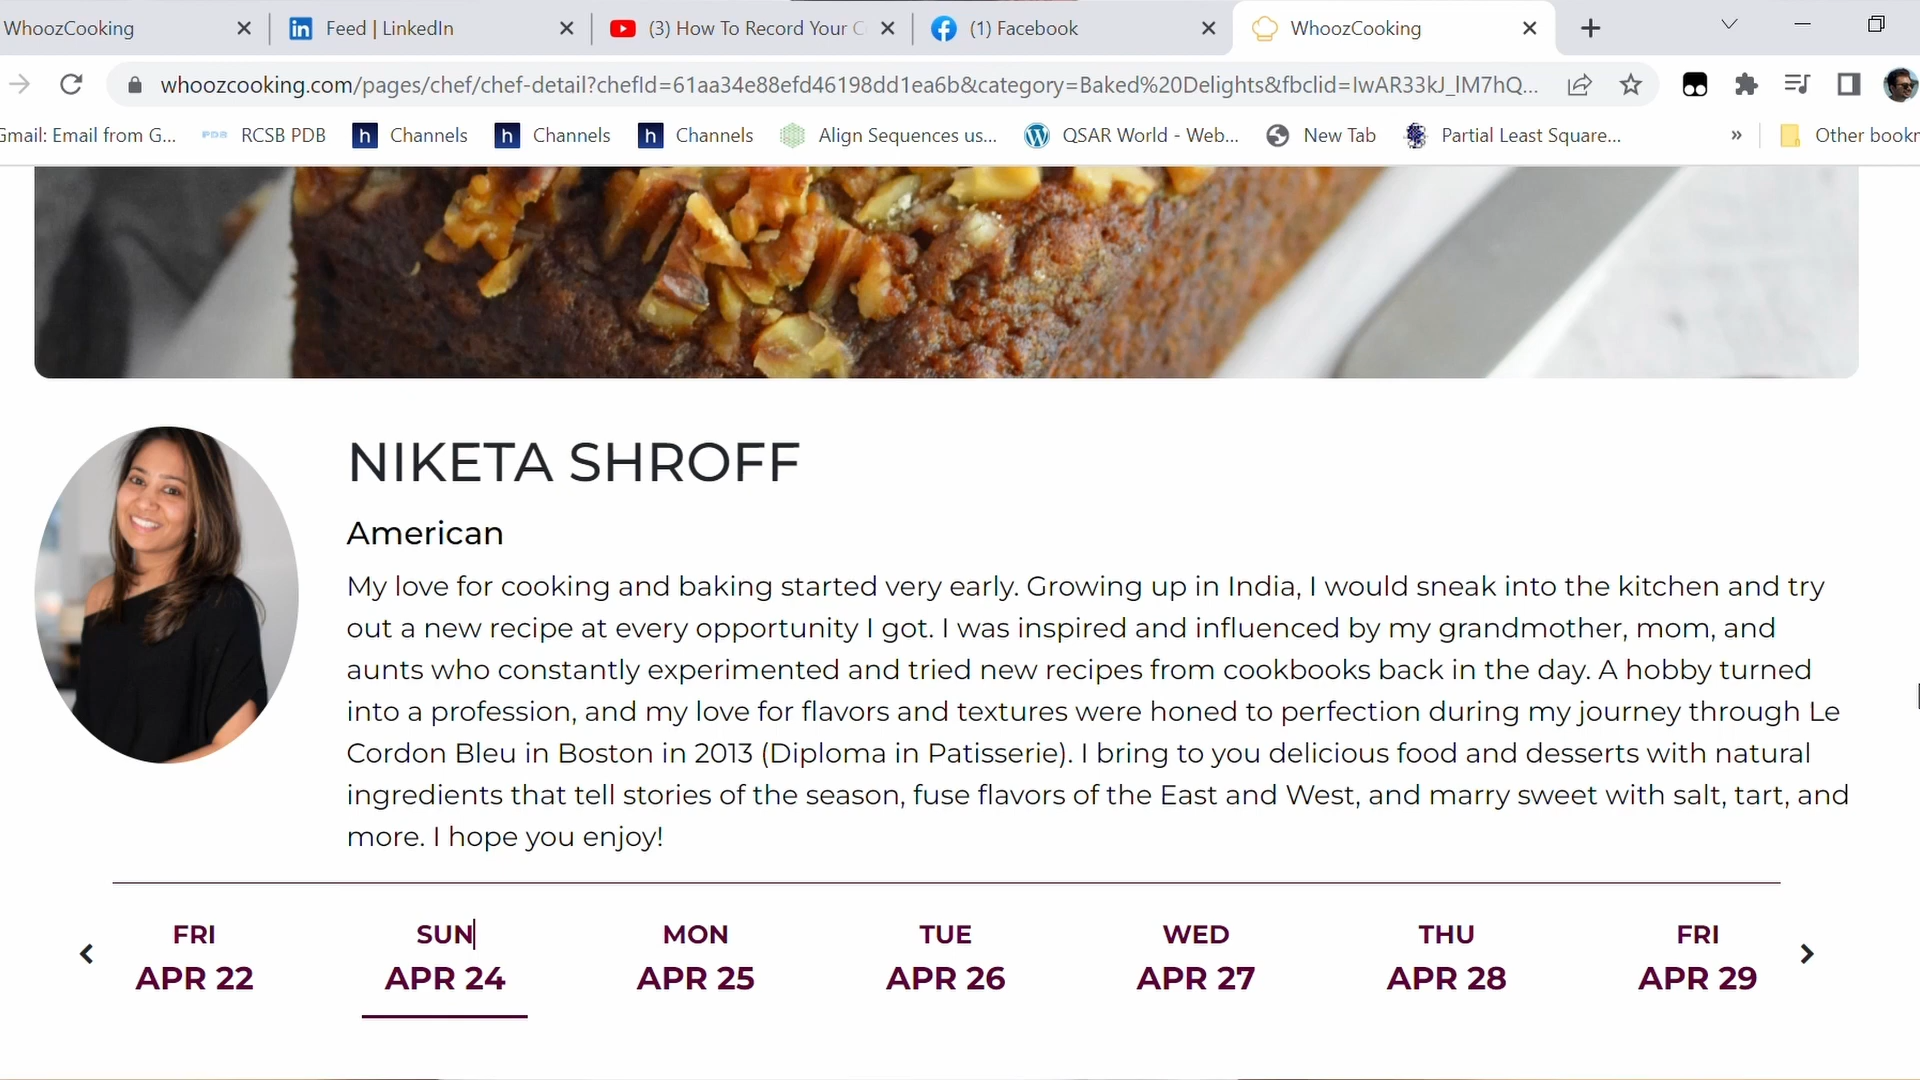 WhoozCooking
Feed | LinkedIn
(3) How To Record Your C
(1) Facebook
WhoozCooking
whoozcooking.com/pages/chef/chef-detail?chefId=61aa34e88efd46198dd1ea6b&category=Baked%20Delights&fbclid=IwAR33kJ_lM7hQ...
Gmail: Email from G...
PDB RCSB PDB
h Channels
h Channels
h Channels
Align Sequences us...
QSAR World - Web...
New Tab
Partial Least Square...
»
Other bookr
NIKETA SHROFF
American
My love for cooking and baking started very early. Growing up in India, I would sneak into the kitchen and try
out a new recipe at every opportunity I got. I was inspired and influenced by my grandmother, mom, and
aunts who constantly experimented and tried new recipes from cookbooks back in the day. A hobby turned
into a profession, and my love for flavors and textures were honed to perfection during my journey through Le
Cordon Bleu in Boston in 2013 (Diploma in Patisserie). I bring to you delicious food and desserts with natural
ingredients that tell stories of the season, fuse flavors of the East and West, and marry sweet with salt, tart, and
more. I hope you enjoy!
FRI SUN MON TUE WED THU FRI
APR 22 APR 24 APR 25 APR 26 APR 27 APR 28 APR 29